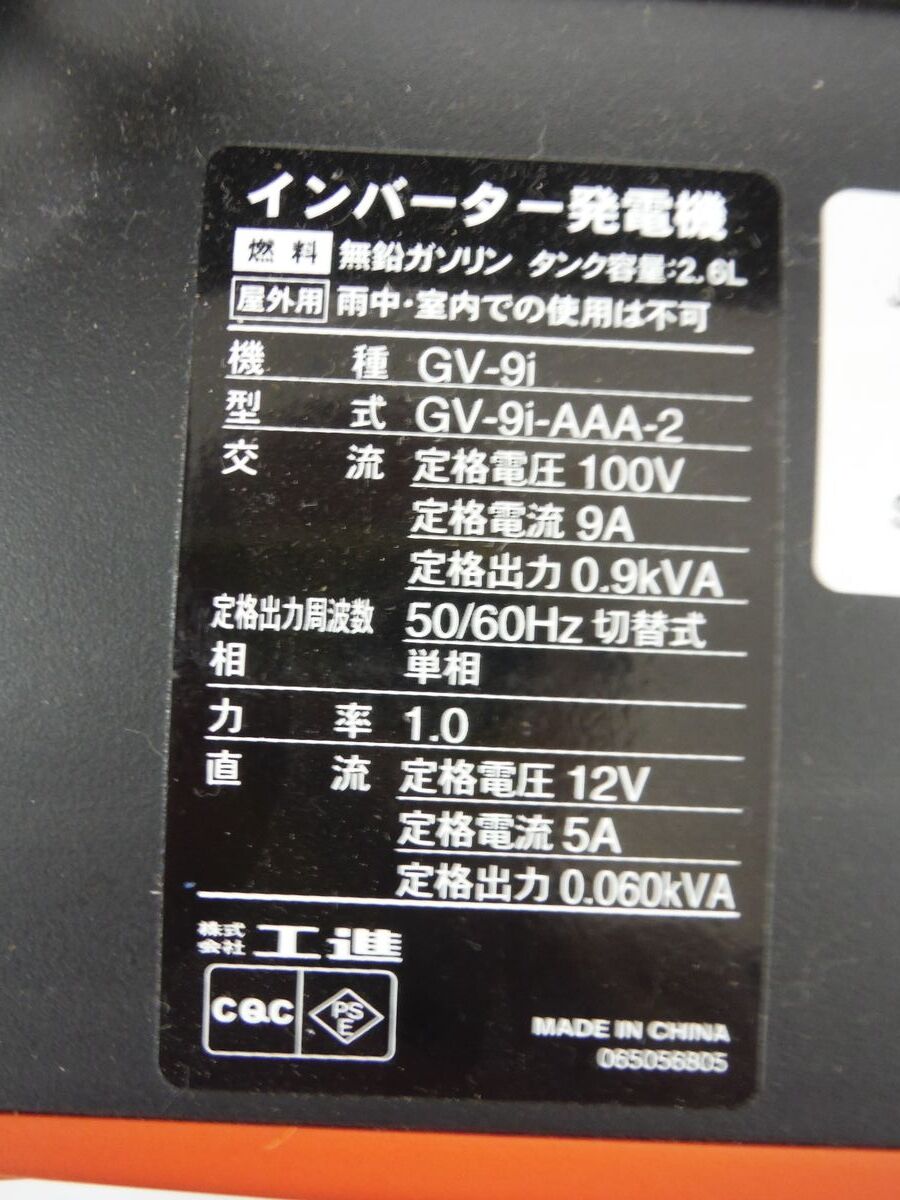 インバーター発電機
燃料 無鉛ガソリン タンク容量:2.6L
屋外用 雨中・室内での使用は不可
機種 GV-9i
型式 GV-9i-AAA-2
交流 定格電圧 100V
定格電流 9A
定格出力 0.9kVA
定格出力周波数 50/60Hz 切替式
相 単相
力率 1.0
直流 定格電圧 12V
定格電流 5A
定格出力 0.060kVA
株式会社 工進
cqc PSE
MADE IN CHINA
065056805